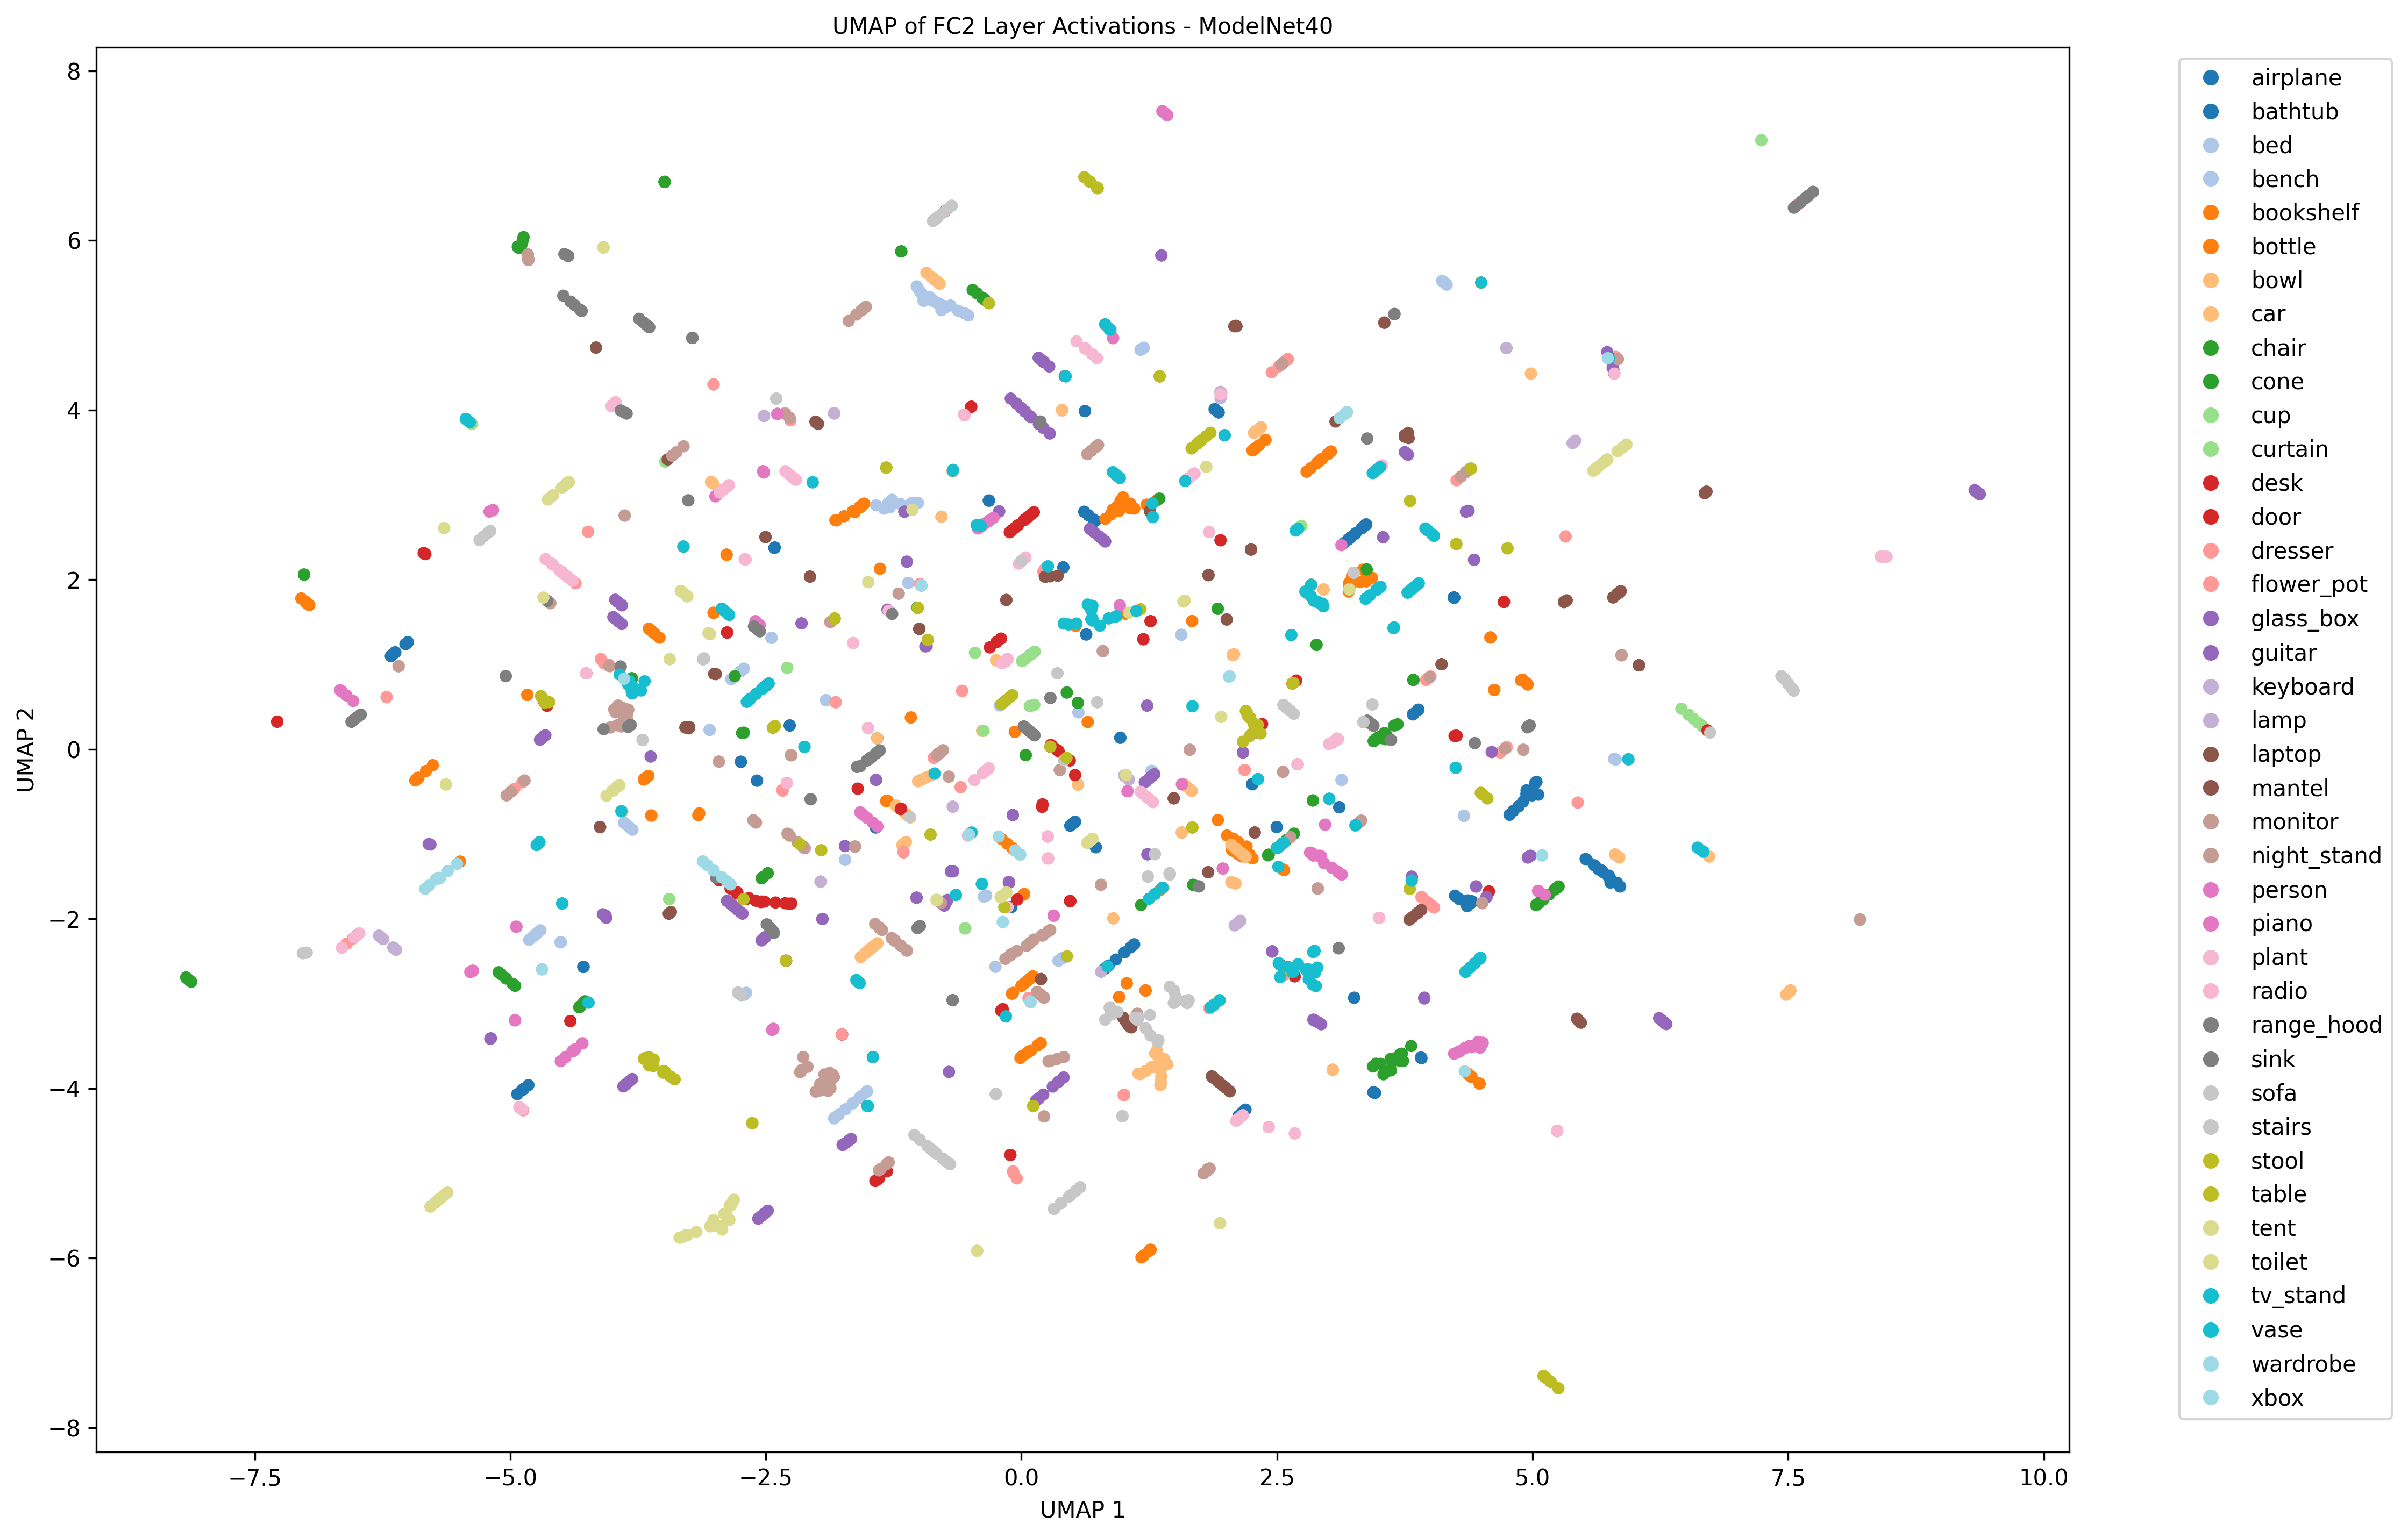 UMAP of FC2 Layer Activations - ModelNet40
8
6
4
2
0
−2
−4
−6
−8
UMAP 2
−7.5
−5.0
−2.5
0.0
2.5
5.0
7.5
10.0
UMAP 1
airplane
bathtub
bed
bench
bookshelf
bottle
bowl
car
chair
cone
cup
curtain
desk
door
dresser
flower_pot
glass_box
guitar
keyboard
lamp
laptop
mantel
monitor
night_stand
person
piano
plant
radio
range_hood
sink
sofa
stairs
stool
table
tent
toilet
tv_stand
vase
wardrobe
xbox